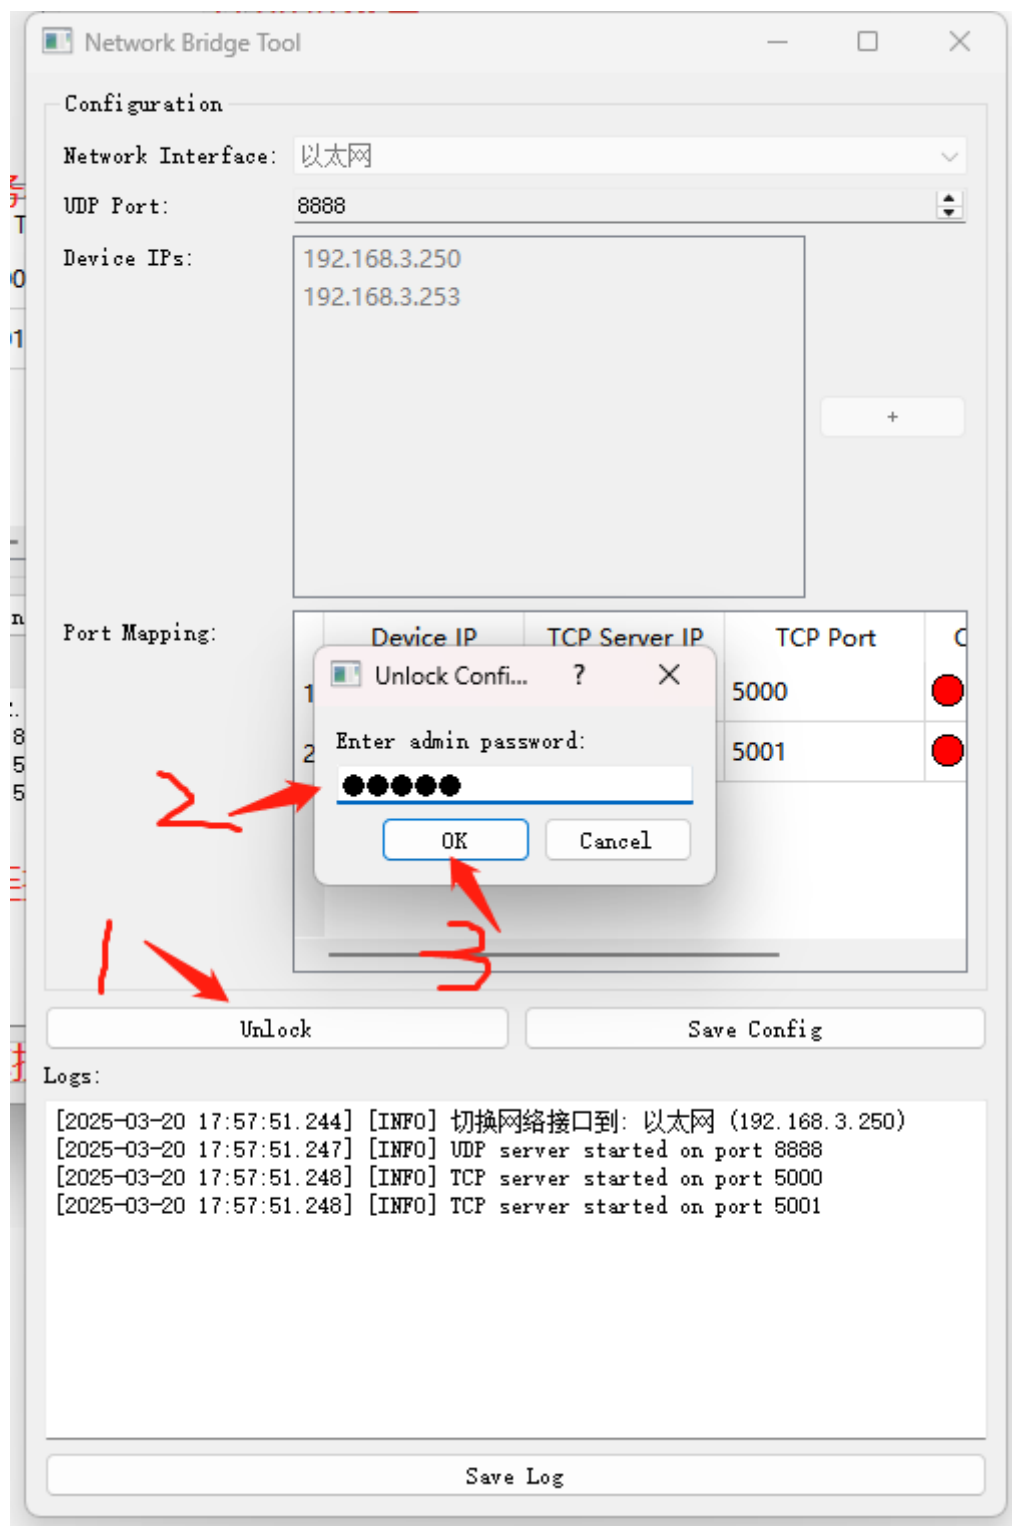 Network Bridge Tool
Configuration
Network Interface: 以太网
UDP Port: 8888
Device IPs: 192.168.3.250
192.168.3.253
+
Port Mapping:
Device IP TCP Server IP TCP Port
1 5000
2 5001
Unlock Confi... ?
Enter admin password:
OK Cancel
2
1
3
Unlock Save Config
Logs:
[2025-03-20 17:57:51.244] [INFO] 切换网络接口到: 以太网 (192.168.3.250)
[2025-03-20 17:57:51.247] [INFO] UDP server started on port 8888
[2025-03-20 17:57:51.248] [INFO] TCP server started on port 5000
[2025-03-20 17:57:51.248] [INFO] TCP server started on port 5001
Save Log